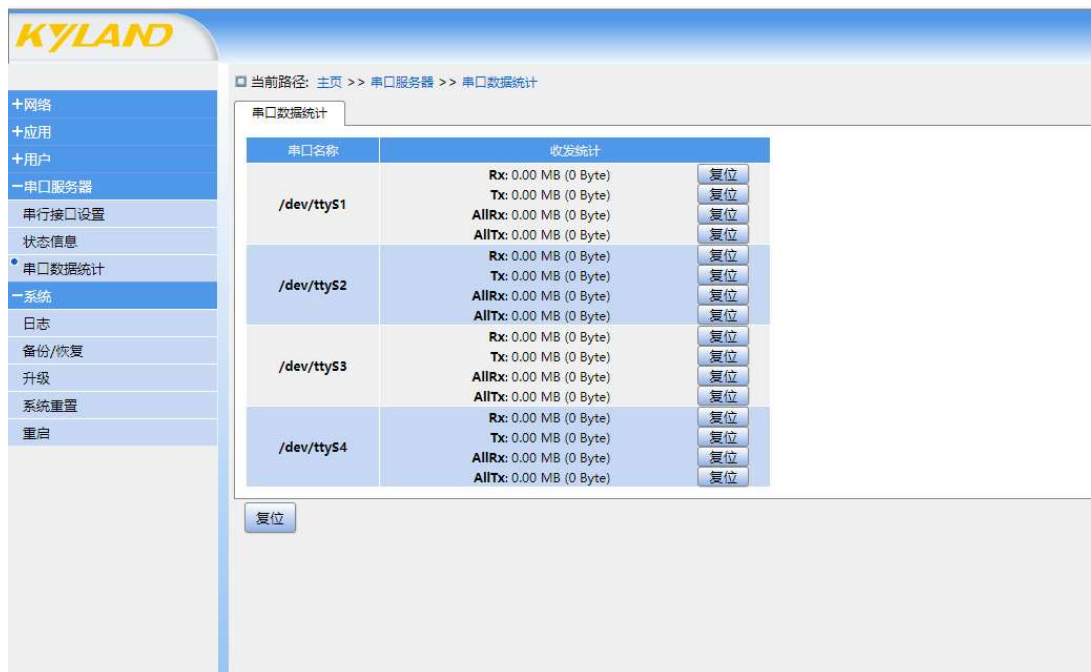 KYLAND
当前路径: 主页 >> 串口服务器 >> 串口数据统计
+网络
+应用
+用户
−串口服务器
串行接口设置
状态信息
串口数据统计
−系统
日志
备份/恢复
升级
系统重置
重启
串口数据统计
串口名称 收发统计
/dev/ttyS1
Rx: 0.00 MB (0 Byte) 复位
Tx: 0.00 MB (0 Byte) 复位
AllRx: 0.00 MB (0 Byte) 复位
AllTx: 0.00 MB (0 Byte) 复位
/dev/ttyS2
Rx: 0.00 MB (0 Byte) 复位
Tx: 0.00 MB (0 Byte) 复位
AllRx: 0.00 MB (0 Byte) 复位
AllTx: 0.00 MB (0 Byte) 复位
/dev/ttyS3
Rx: 0.00 MB (0 Byte) 复位
Tx: 0.00 MB (0 Byte) 复位
AllRx: 0.00 MB (0 Byte) 复位
AllTx: 0.00 MB (0 Byte) 复位
/dev/ttyS4
Rx: 0.00 MB (0 Byte) 复位
Tx: 0.00 MB (0 Byte) 复位
AllRx: 0.00 MB (0 Byte) 复位
AllTx: 0.00 MB (0 Byte) 复位
复位